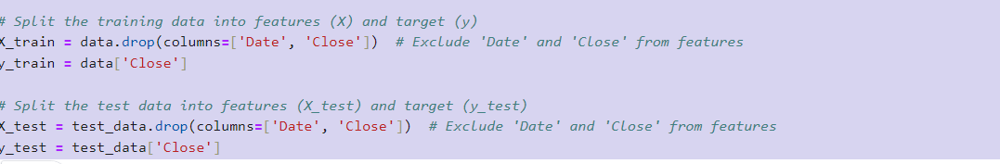 # Split the training data into features (X) and target (y)
X_train = data.drop(columns=['Date', 'Close'])  # Exclude 'Date' and 'Close' from features
y_train = data['Close']
# Split the test data into features (X_test) and target (y_test)
X_test = test_data.drop(columns=['Date', 'Close'])  # Exclude 'Date' and 'Close' from features
y_test = test_data['Close']